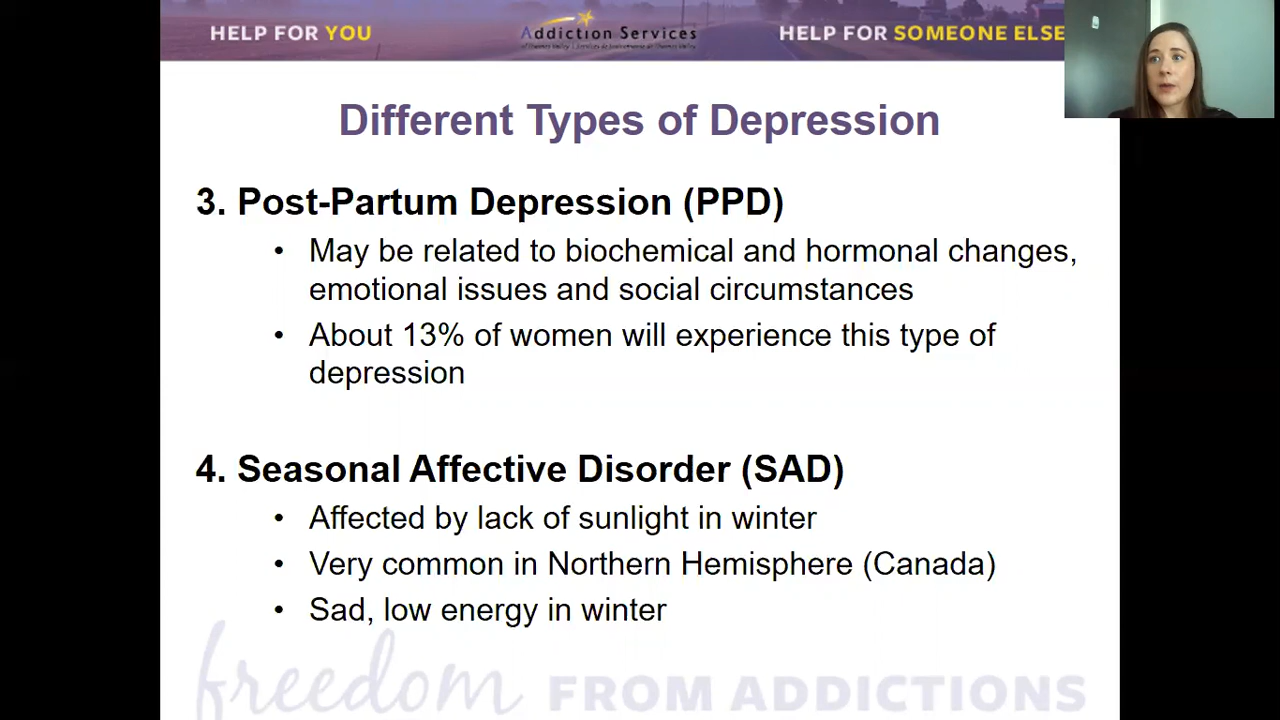 HELP FOR YOU
Addiction Services
HELP FOR SOMEONE ELSE
Different Types of Depression
3. Post-Partum Depression (PPD)
• May be related to biochemical and hormonal changes,
emotional issues and social circumstances
• About 13% of women will experience this type of
depression
4. Seasonal Affective Disorder (SAD)
• Affected by lack of sunlight in winter
• Very common in Northern Hemisphere (Canada)
• Sad, low energy in winter
freedom FROM ADDICTIONS